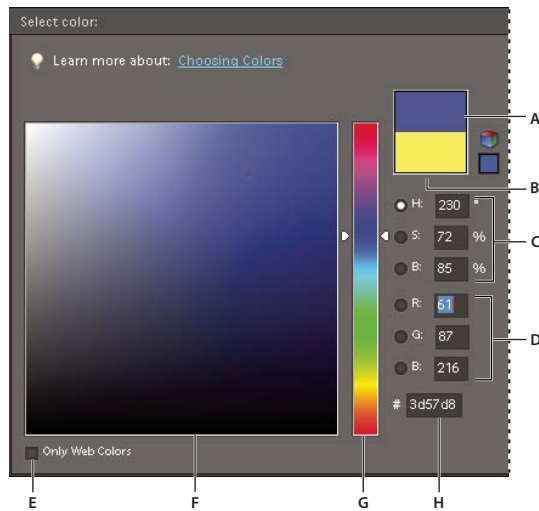 Select color:
Learn more about: Choosing Colors
A
B
H: 230 °
S: 72 %
B: 85 %
C
R: 61
G: 87
B: 216
D
# 3d57d8
Only Web Colors
E F G H